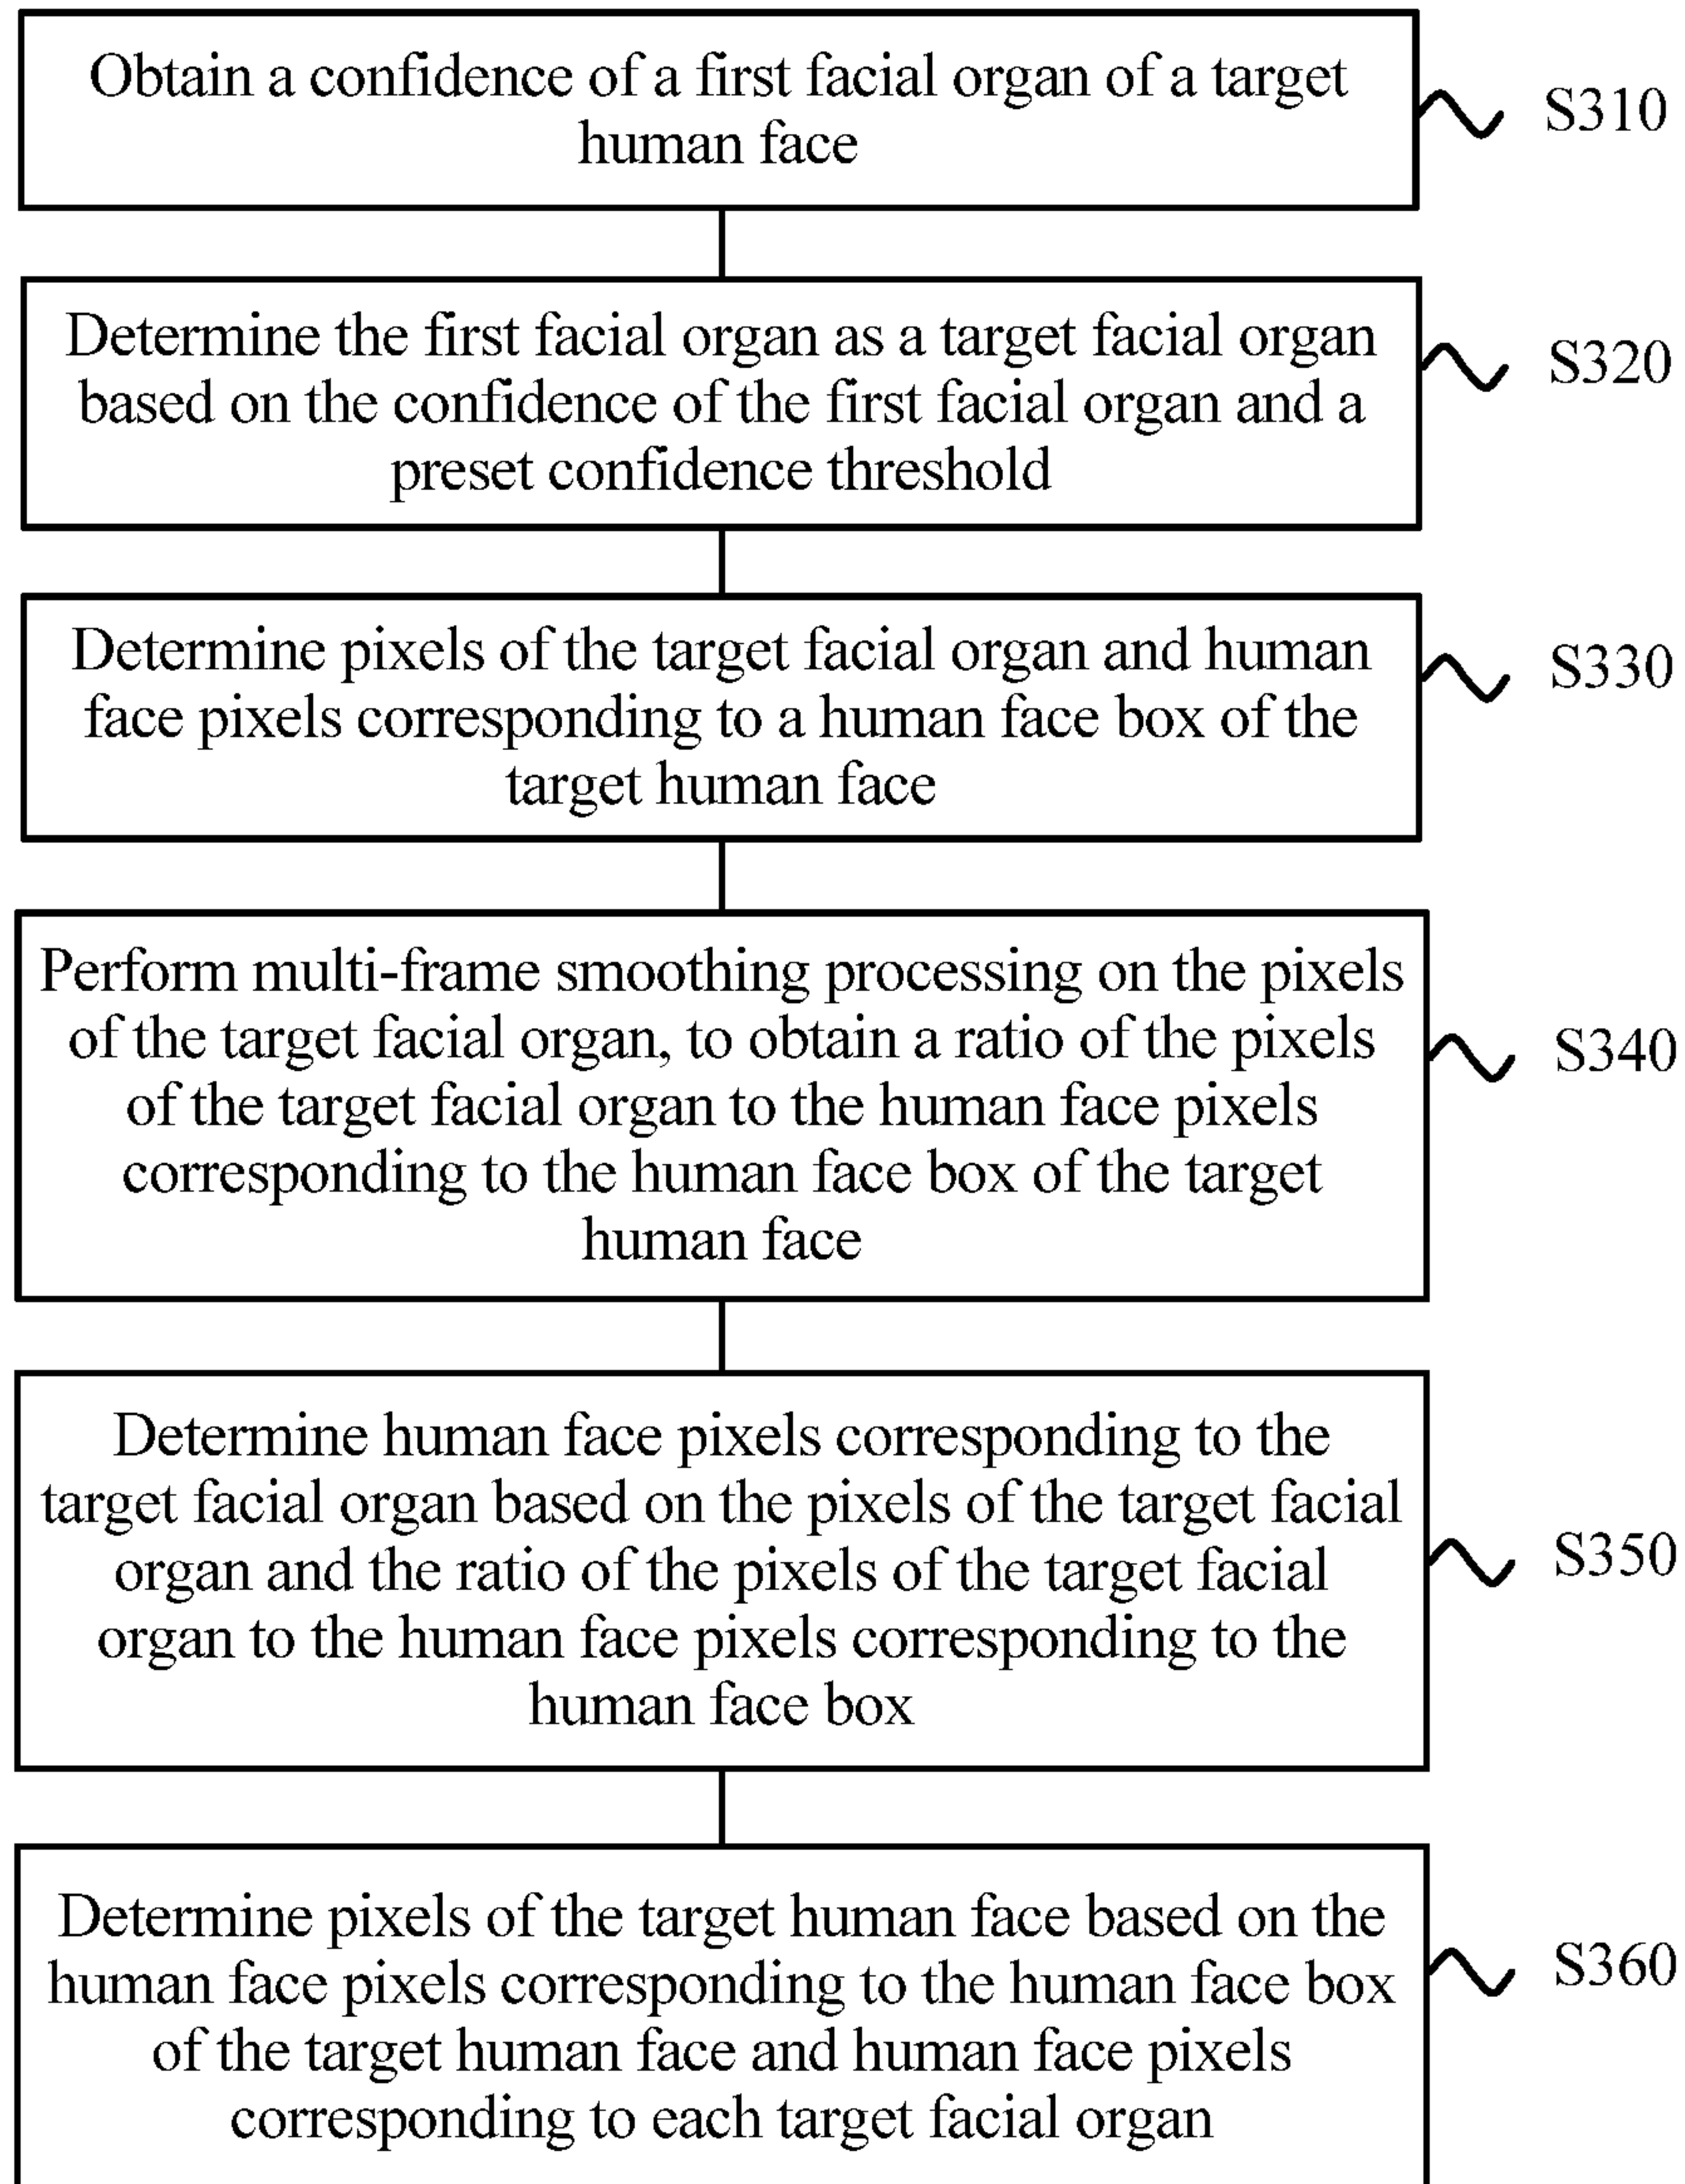 Obtain a confidence of a first facial organ of a target
human face
S310
Determine the first facial organ as a target facial organ
based on the confidence of the first facial organ and a
preset confidence threshold
S320
Determine pixels of the target facial organ and human
face pixels corresponding to a human face box of the
target human face
S330
Perform multi-frame smoothing processing on the pixels
of the target facial organ, to obtain a ratio of the pixels
of the target facial organ to the human face pixels
corresponding to the human face box of the target
human face
S340
Determine human face pixels corresponding to the
target facial organ based on the pixels of the target facial
organ and the ratio of the pixels of the target facial
organ to the human face pixels corresponding to the
human face box
S350
Determine pixels of the target human face based on the
human face pixels corresponding to the human face box
of the target human face and human face pixels
corresponding to each target facial organ
S360